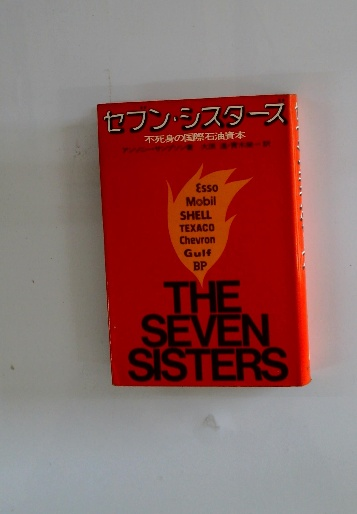 セブン・シスターズ
不死身の国際石油資本
Esso
Mobil
SHELL
TEXACO
Chevron
Gulf
BP
THE
SEVEN
SISTERS